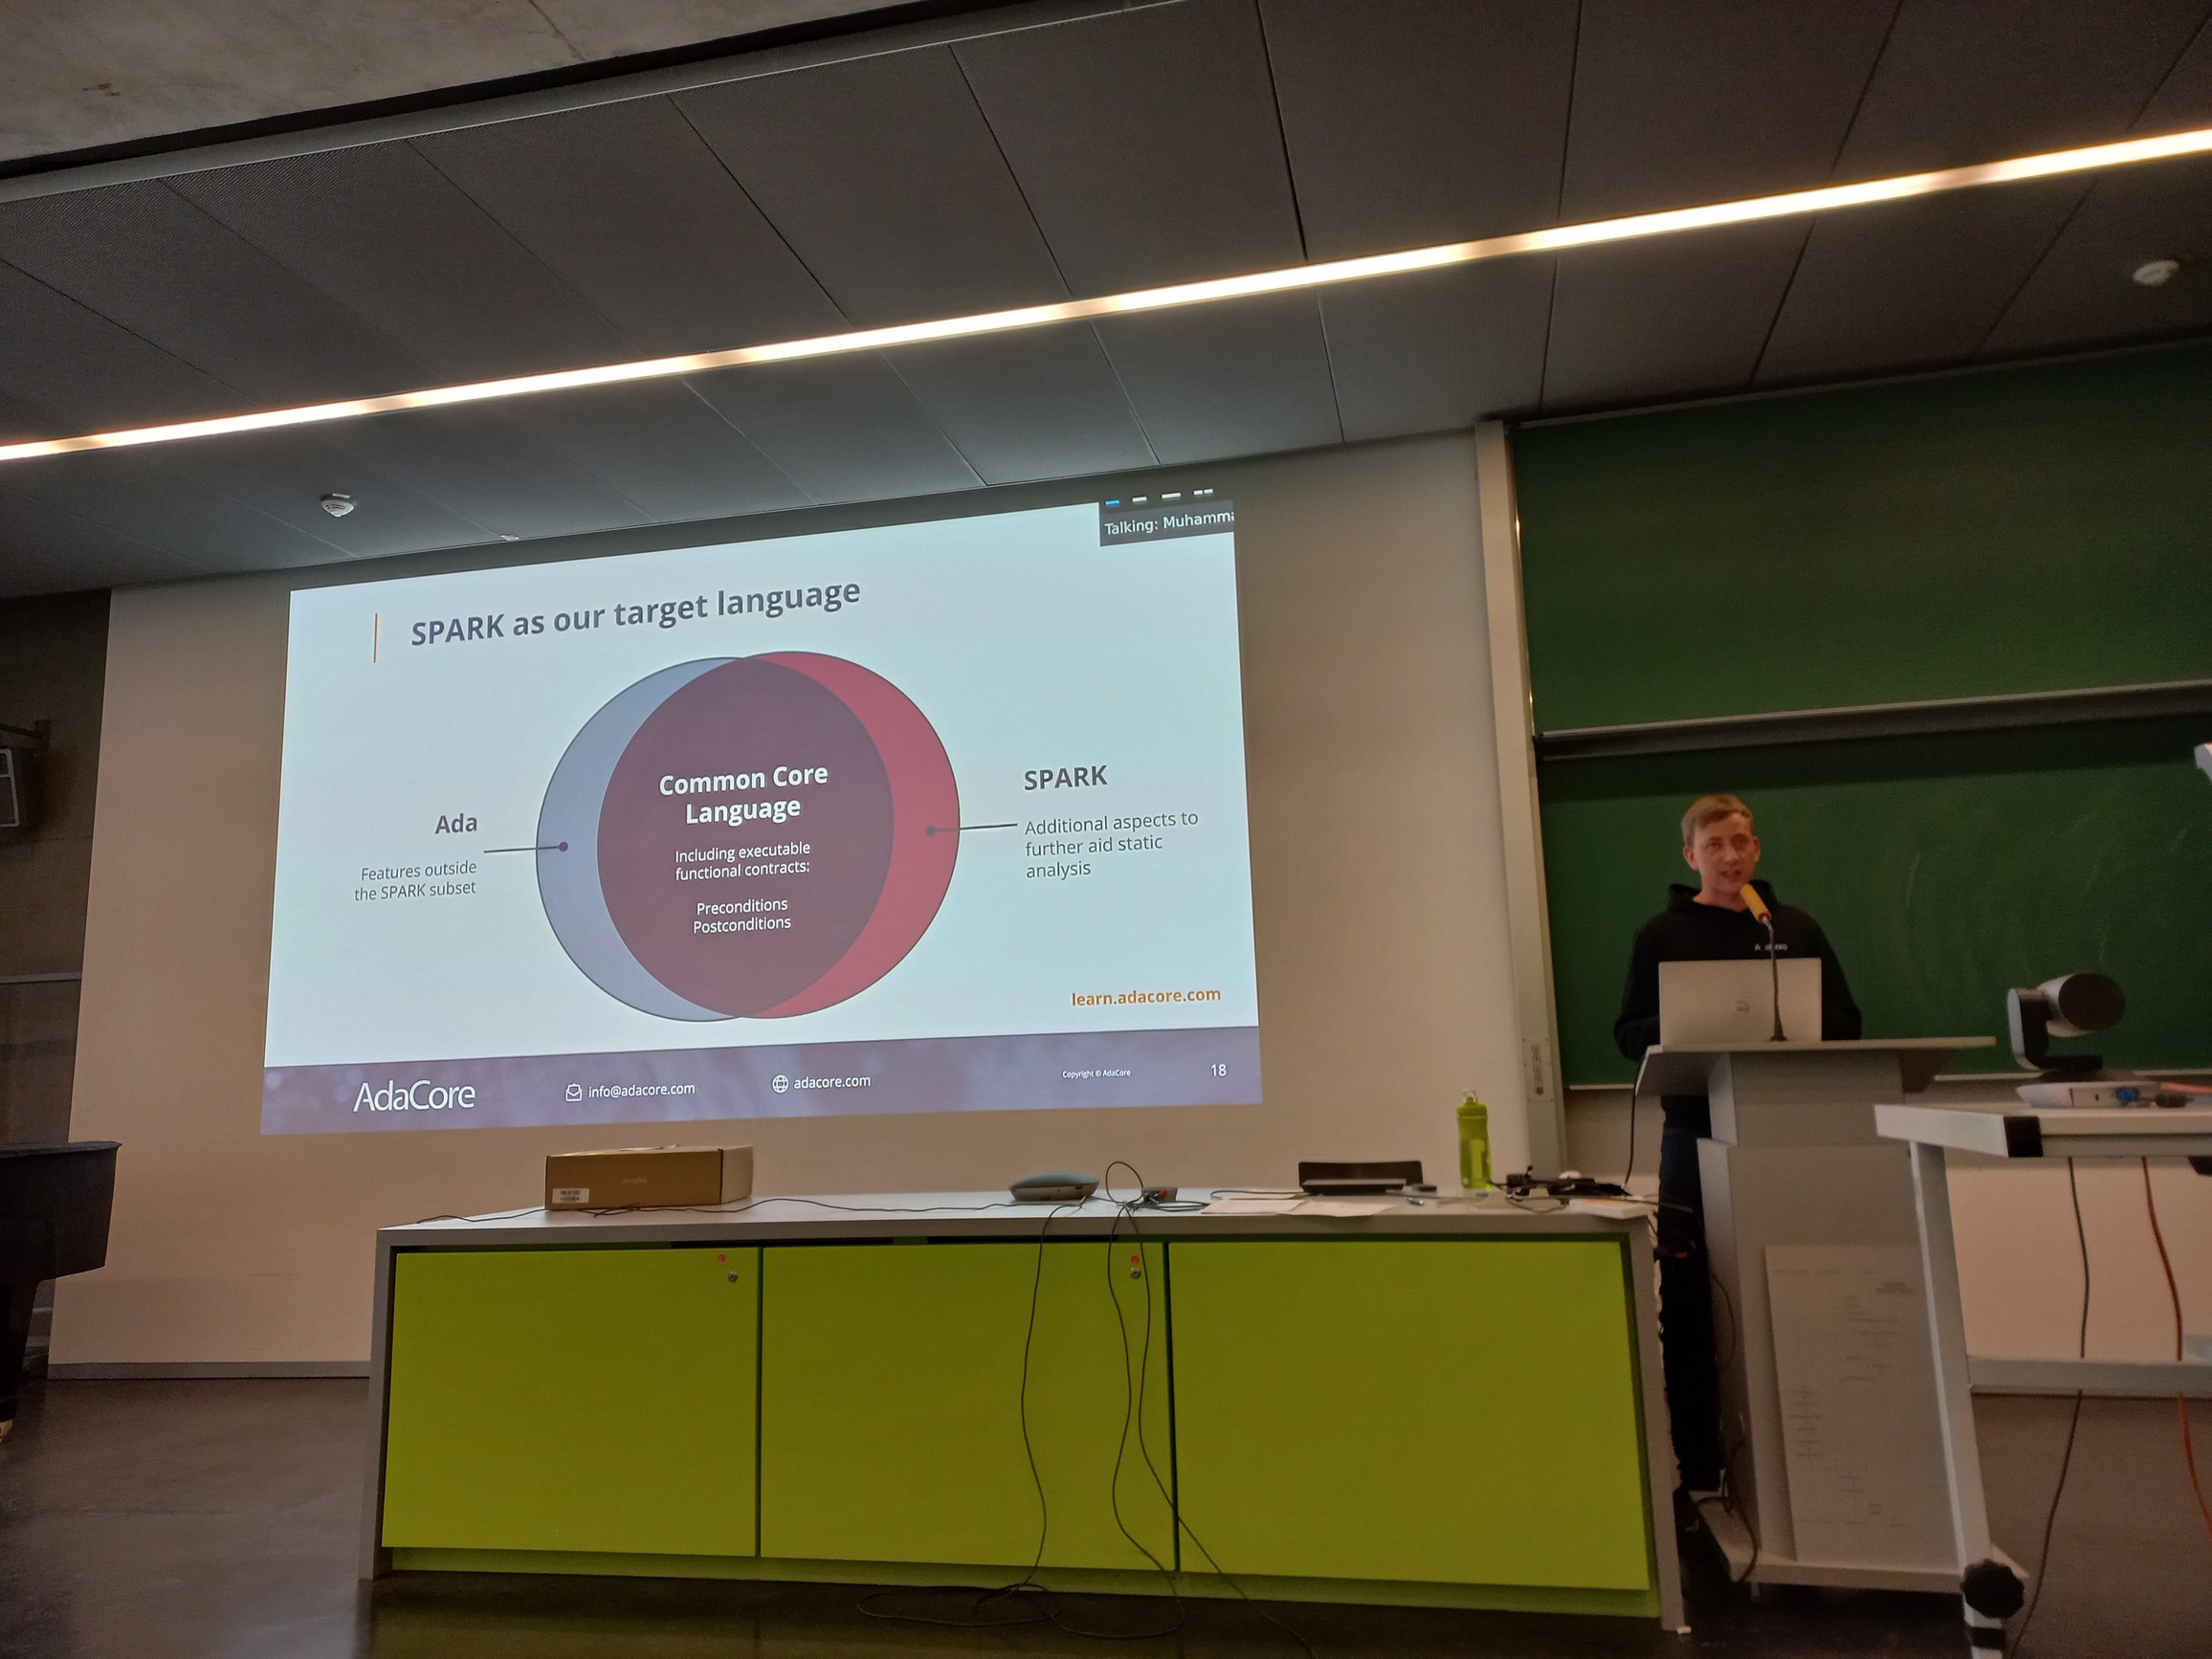 Talking: Muhamma
SPARK as our target language
Common Core
Language
Including executable
functional contracts:
Preconditions
Postconditions
Ada
Features outside
the SPARK subset
SPARK
Additional aspects to
further aid static
analysis
learn.adacore.com
AdaCore
info@adacore.com
adacore.com
Copyright © AdaCore
18